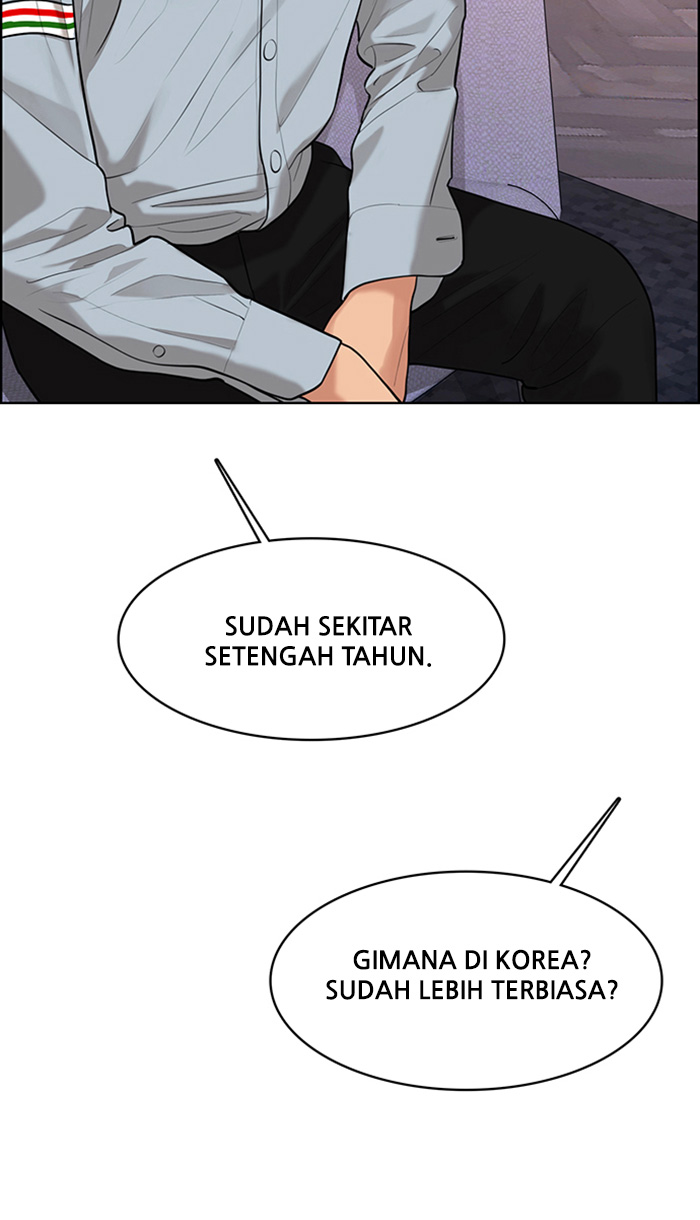 SUDAH SEKITAR
SETENGAH TAHUN.
GIMANA DI KOREA?
SUDAH LEBIH TERBIASA?